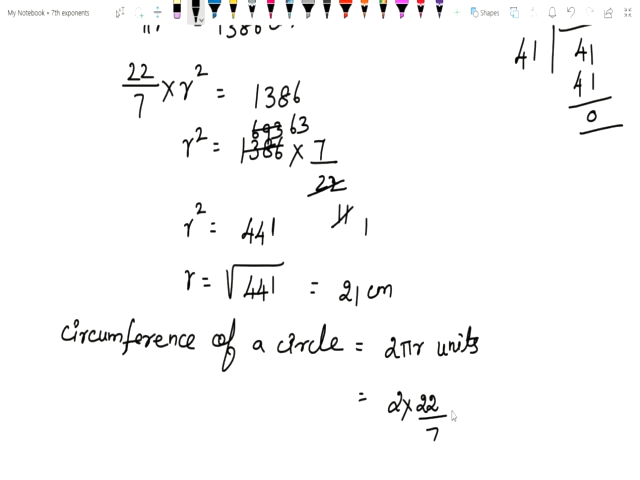 My Notebook • 7th exponents
Shapes
22/7 × r² = 1386
693 63
r² = 1386 × 7/22
11 1
r² = 441
r = √441 = 21 cm
circumference of a circle = 2πr units
= 2 × 22/7
41 | 41
41
0